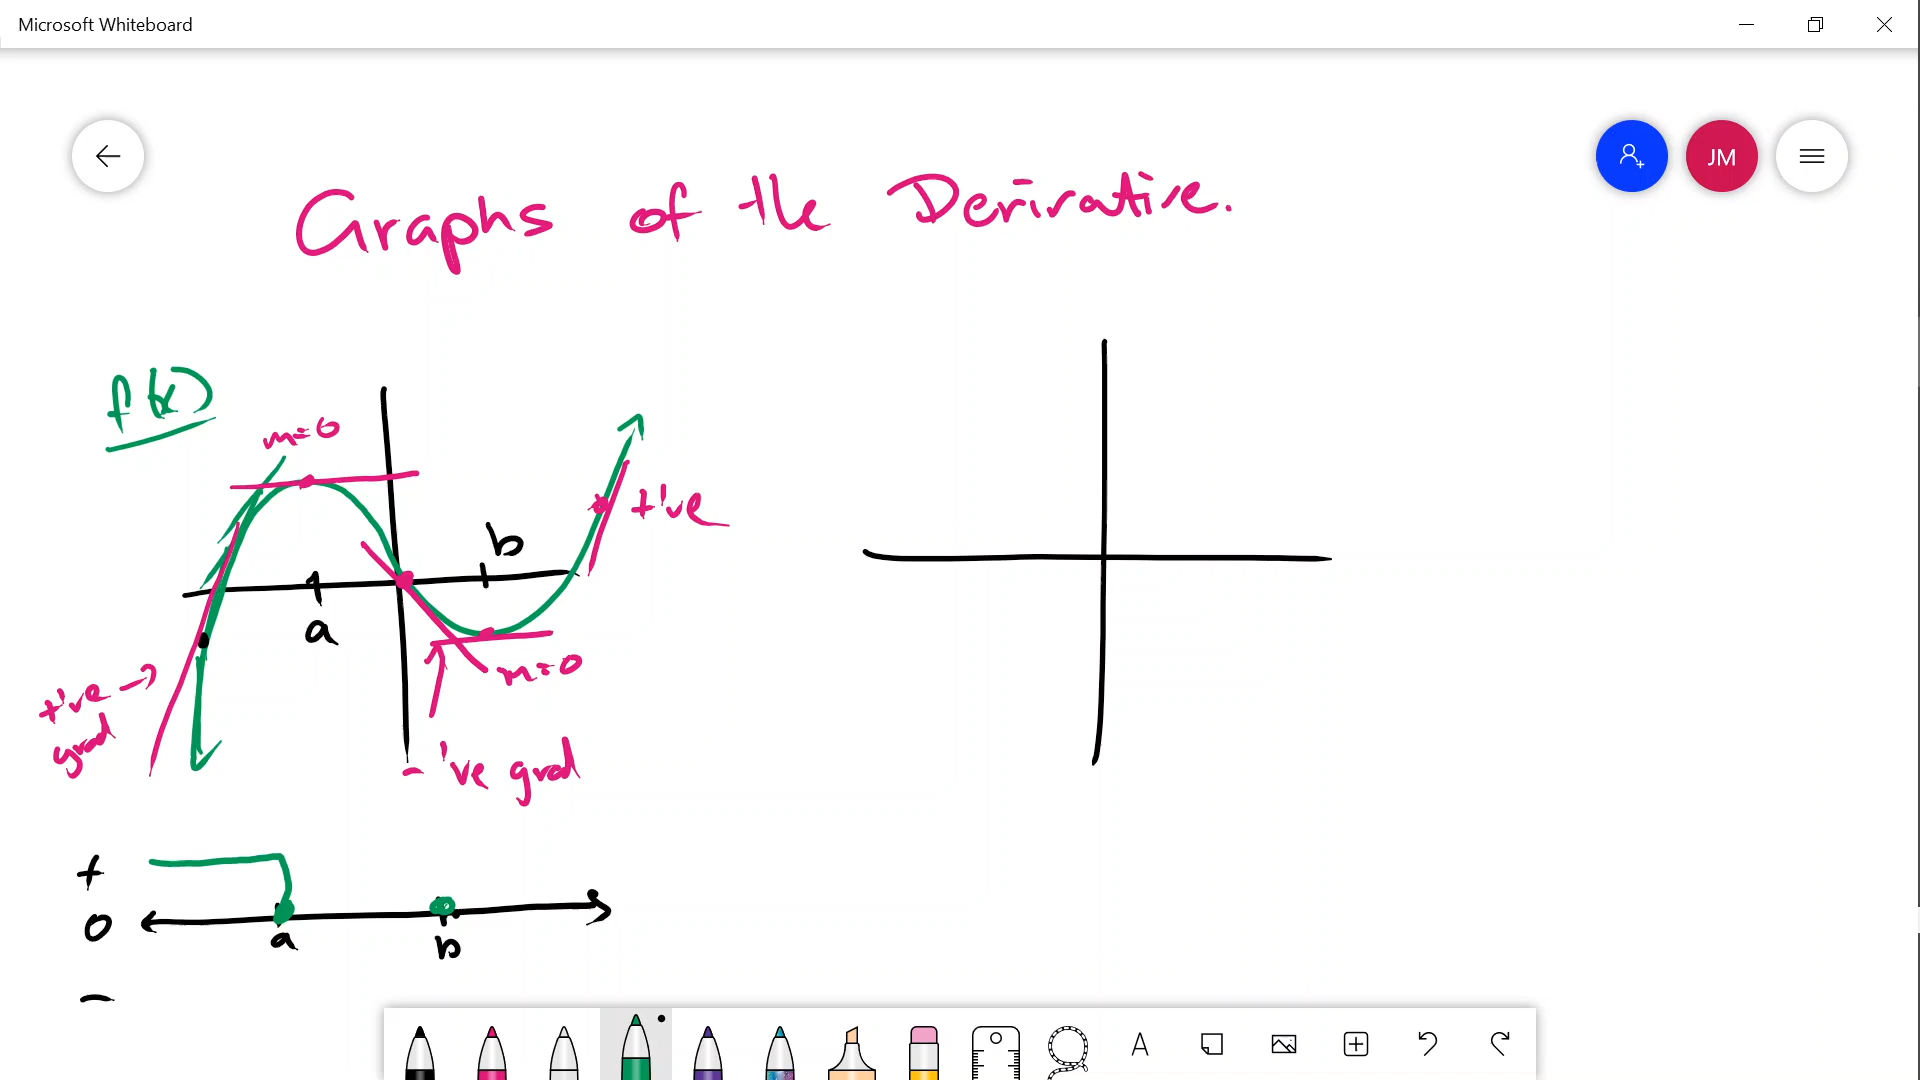 Microsoft Whiteboard
JM
Graphs of the Derivative.
f(x)
m=0
b
+'ve
a
m=0
+'ve
grad
-'ve grad
+
0
a
b
-
A